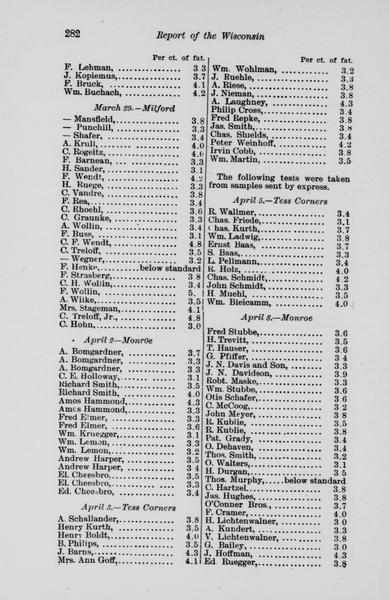 282 Report of the Wisconsin
Per ct. of fat.
F. Lehman, 3.3
J. Kopiemus, 3.7
F. Bruck, 4.1
Wm. Buchach, 4.2
March 29.—Milford
— Mansfield, 3.8
— Punchill, 3.3
— Shafer, 3.4
A. Kruli, 4.0
C. Rogeitz, 4.0
F. Barnean, 3.3
H. Sander, 3.1
F. Wendt, 4.2
H. Ruege, 3.3
C. Vandre, 3.8
F. Rea, 3.4
C. Rhoehl, 3.6
C. Graunke, 3.3
A. Wollin, 3.4
F. Buss, 3.1
C. F. Wendt, 4.8
C. Treloff, 3.5
— Wegner, 3.2
F. Henke, below standard
F. Strasberg, 3 8
C. H. Wollin, 3.4
F. Wollin, 5.
A. Wilke, 3.5
Mrs. Stageman, 4.1
C. Treloff, Jr., 4.8
C. Hohn, 3.0
April 2—Monroe
A. Bomgardner, 3.7
A. Bomgardner, 3.3
A. Bomgardner, 3.3
C. E. Holloway, 3.1
Richard Smith, 3.5
Richard Smith, 4.0
Amos Hammond, 4.3
Amos Hammond, 3.3
Fred Elmer, 3.3
Fred Elmer, 3.6
Wm. Kruegger, 3.1
Wm. Lemon, 3.3
Wm. Lemon, 3.2
Andrew Harper, 3.5
Andrew Harper, 3 4
El. Cheesbro, 3.5
El. Cheesbro, 3.3
Ed. Cheesbro, 3.4
April 3.—Tess Corners
A. Schallander, 3.8
Henry Kurth, 3.5
Henry Boldt, 4.0
B. Philips, 3.5
J. Barns, 4.3
Mrs. Ann Goff, 4.1
Per ct. of fat.
Wm. Wohlman, 3.2
J. Ruehle, 3.3
A. Riese, 3.8
J. Nieman, 3.8
A. Laughney, 4.3
Philip Cross, 3.4
Fred Repke, 3.8
Jas. Smith, 3.8
Chas. Shields, 3.4
Peter Weinhoff, 4.2
Irvin Cobb, 3.8
Wm. Martin, 3.5
The following tests were taken
from samples sent by express.
April 5.—Tess Corners
R. Wallmer, 3.4
Chas. Friede, 3.1
Chas. Kurth, 3.7
Wm. Ladwig, 3.8
Ernst Baas, 3.7
S. Baas, 3.3
L. Pellmann, 3.4
R. Holz, 4.0
Chas. Schmidt, 4.2
John Schmidt, 3.3
H. Muehl, 3.5
Wm. Bleicamm, 4.0
April 8.—Monroe
Fred Stubbe, 3.6
H. Trevitt, 3.5
T. Hauser, 3.6
G. Pfiffer, 3 4
J. N. Davis and Son, 3.3
J. N. Davidson, 3.9
Robt. Maske, 3.3
Wm. Stubbe, 3.6
Otis Schafer, 3.6
C. McCoog, 3.2
John Meyer, 3 8
R. Kublie, 3.5
R. Kublie, 3.8
Pat. Grady, 3.4
O. Dehaven, 3.4
Thos. Smith, 3.2
O. Walters, 3.1
H. Durgan, 3.5
Thos. Murphy, below standard
C. Hartzel, 3.8
Jas. Hughes, 3.8
O'Conner Bros., 3.7
F. Cramer, 4.0
H. Lichtenwalner, 3 0
A. Kundert, 3.3
V. Lichtenwalner, 3.8
G. Bailey, 3.0
J. Hoffman, 4.3
Ed Ruegger, 3.8